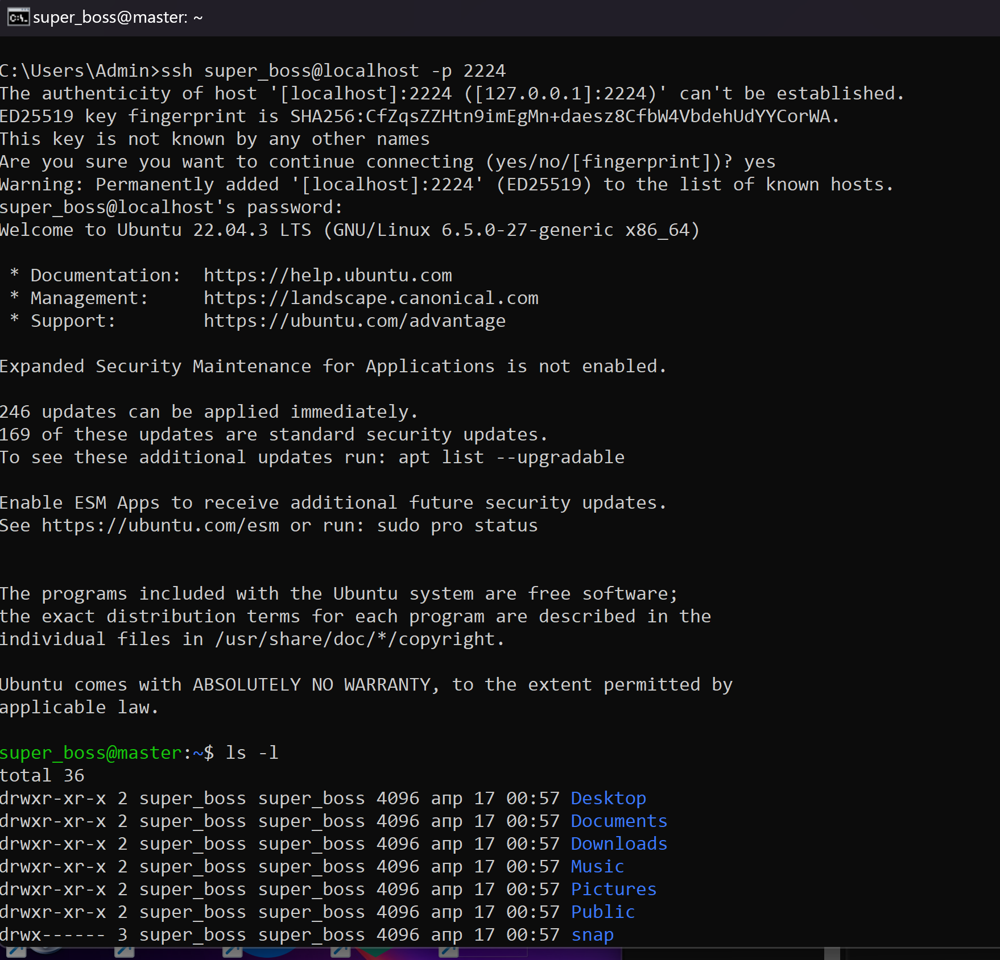 super_boss@master: ~
C:\Users\Admin>ssh super_boss@localhost -p 2224
The authenticity of host '[localhost]:2224 ([127.0.0.1]:2224)' can't be established.
ED25519 key fingerprint is SHA256:CfZqsZZHtn9imEgMn+daesz8CfbW4VbdehUdYYCorWA.
This key is not known by any other names
Are you sure you want to continue connecting (yes/no/[fingerprint])? yes
Warning: Permanently added '[localhost]:2224' (ED25519) to the list of known hosts.
super_boss@localhost's password:
Welcome to Ubuntu 22.04.3 LTS (GNU/Linux 6.5.0-27-generic x86_64)
* Documentation:  https://help.ubuntu.com
* Management:     https://landscape.canonical.com
* Support:        https://ubuntu.com/advantage
Expanded Security Maintenance for Applications is not enabled.
246 updates can be applied immediately.
169 of these updates are standard security updates.
To see these additional updates run: apt list --upgradable
Enable ESM Apps to receive additional future security updates.
See https://ubuntu.com/esm or run: sudo pro status
The programs included with the Ubuntu system are free software;
the exact distribution terms for each program are described in the
individual files in /usr/share/doc/*/copyright.
Ubuntu comes with ABSOLUTELY NO WARRANTY, to the extent permitted by
applicable law.
super_boss@master:~$ ls -l
total 36
drwxr-xr-x 2 super_boss super_boss 4096 апр 17 00:57 Desktop
drwxr-xr-x 2 super_boss super_boss 4096 апр 17 00:57 Documents
drwxr-xr-x 2 super_boss super_boss 4096 апр 17 00:57 Downloads
drwxr-xr-x 2 super_boss super_boss 4096 апр 17 00:57 Music
drwxr-xr-x 2 super_boss super_boss 4096 апр 17 00:57 Pictures
drwxr-xr-x 2 super_boss super_boss 4096 апр 17 00:57 Public
drwx------ 3 super_boss super_boss 4096 апр 17 00:57 snap